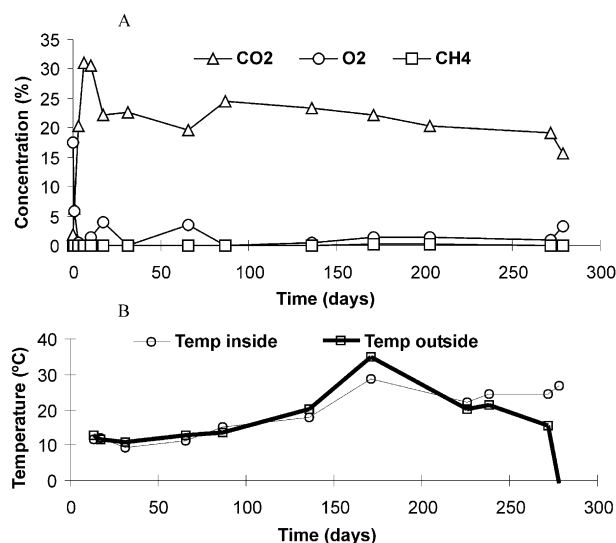 A
CO2 O2 CH4
Concentration (%)
35
30
25
20
15
10
5
0
0 50 100 150 200 250 300
Time (days)
B
Temp inside Temp outside
Temperature (ºC)
40
30
20
10
0
0 50 100 150 200 250 300
Time (days)